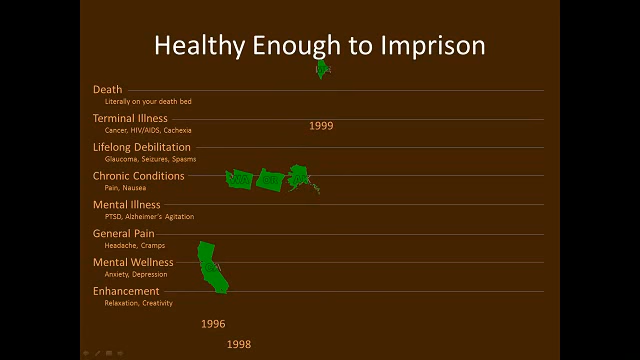 Healthy Enough to Imprison
Death
Literally on your death bed
Terminal Illness
Cancer, HIV/AIDS, Cachexia
1999
Lifelong Debilitation
Glaucoma, Seizures, Spasms
Chronic Conditions
Pain, Nausea
Mental Illness
PTSD, Alzheimer's Agitation
General Pain
Headache, Cramps
Mental Wellness
Anxiety, Depression
Enhancement
Relaxation, Creativity
1996
1998